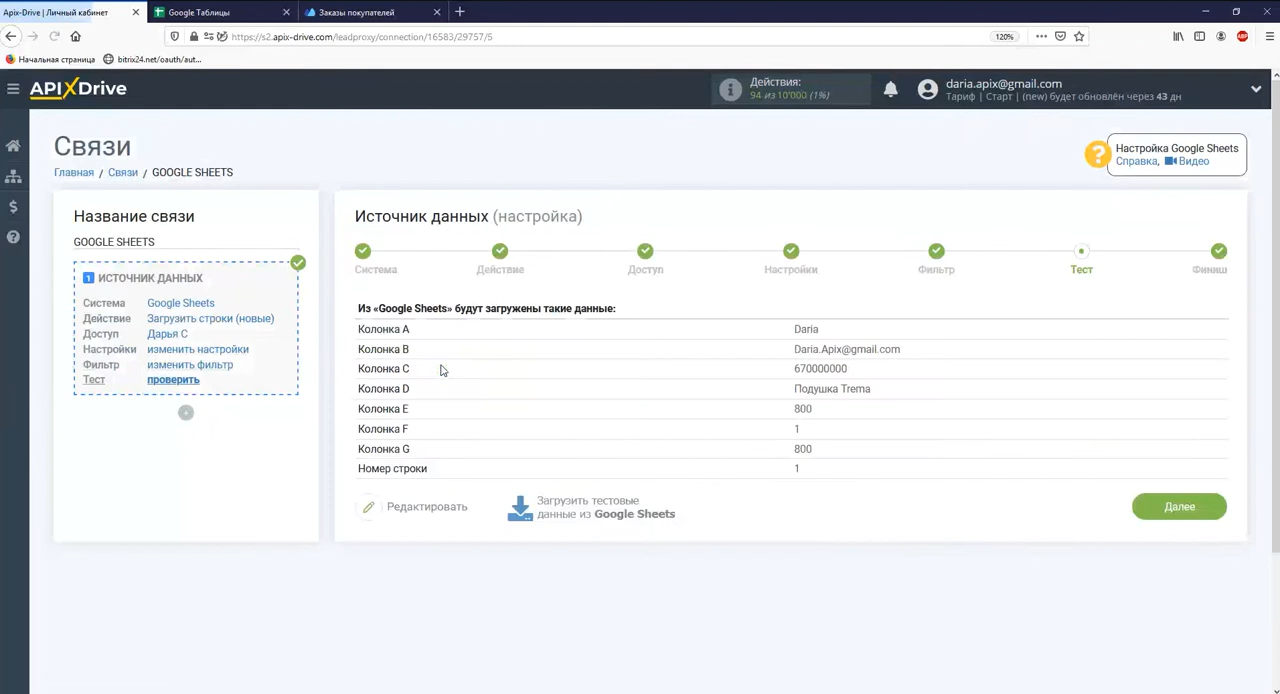 Apix-Drive | Личный кабинет
Google Таблицы
Заказы покупателей
https://s2.apix-drive.com/leadproxy/connection/16583/29757/5
120%
Начальная страница
bitrix24.net/oauth/aut...
APIXDrive
Действия:
94 из 10'000 (1%)
daria.apix@gmail.com
Тариф | Старт | (new) будет обновлён через 43 дн
Связи
Главная / Связи / GOOGLE SHEETS
Настройка Google Sheets
Справка, Видео
Название связи
GOOGLE SHEETS
1 ИСТОЧНИК ДАННЫХ
Система Google Sheets
Действие Загрузить строки (новые)
Доступ Дарья С
Настройки изменить настройки
Фильтр изменить фильтр
Тест проверить
Источник данных (настройка)
Система Действие Доступ Настройки Фильтр Тест Финиш
Из «Google Sheets» будут загружены такие данные:
Колонка A Daria
Колонка B Daria.Apix@gmail.com
Колонка C 670000000
Колонка D Подушка Trema
Колонка E 800
Колонка F 1
Колонка G 800
Номер строки 1
Редактировать
Загрузить тестовые
данные из Google Sheets
Далее